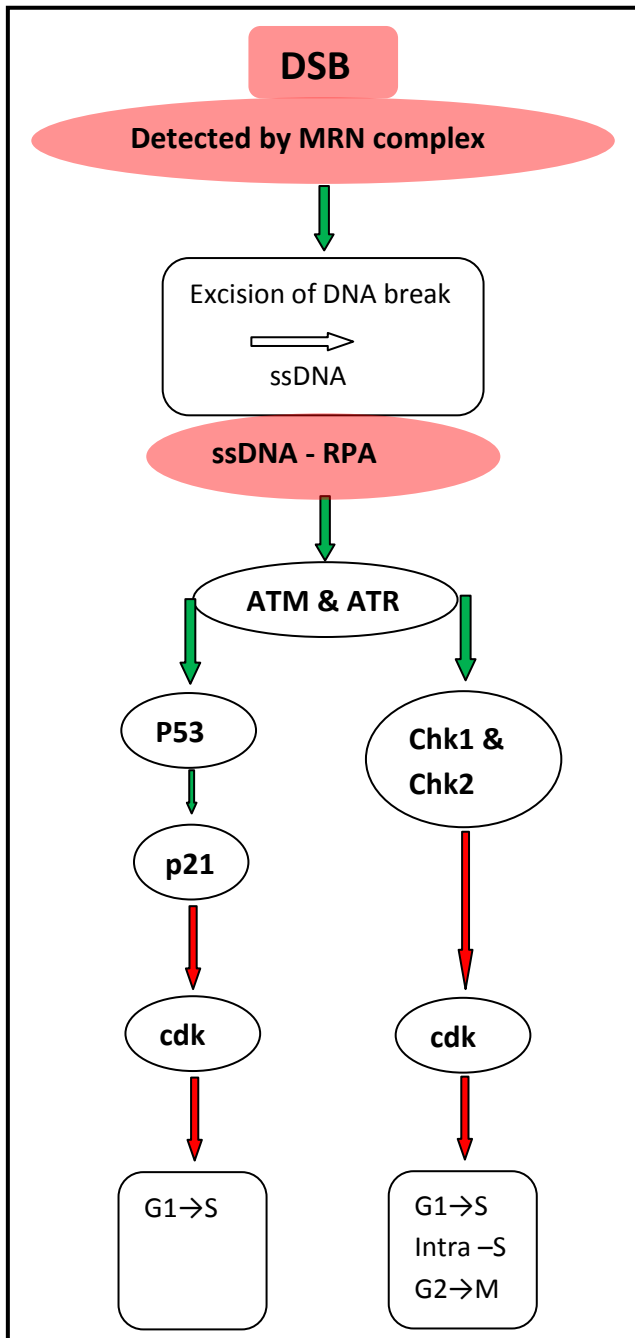 DSB
Detected by MRN complex
Excision of DNA break
ssDNA
ssDNA - RPA
ATM & ATR
P53
p21
cdk
G1→S
Chk1 &
Chk2
cdk
G1→S
Intra –S
G2→M